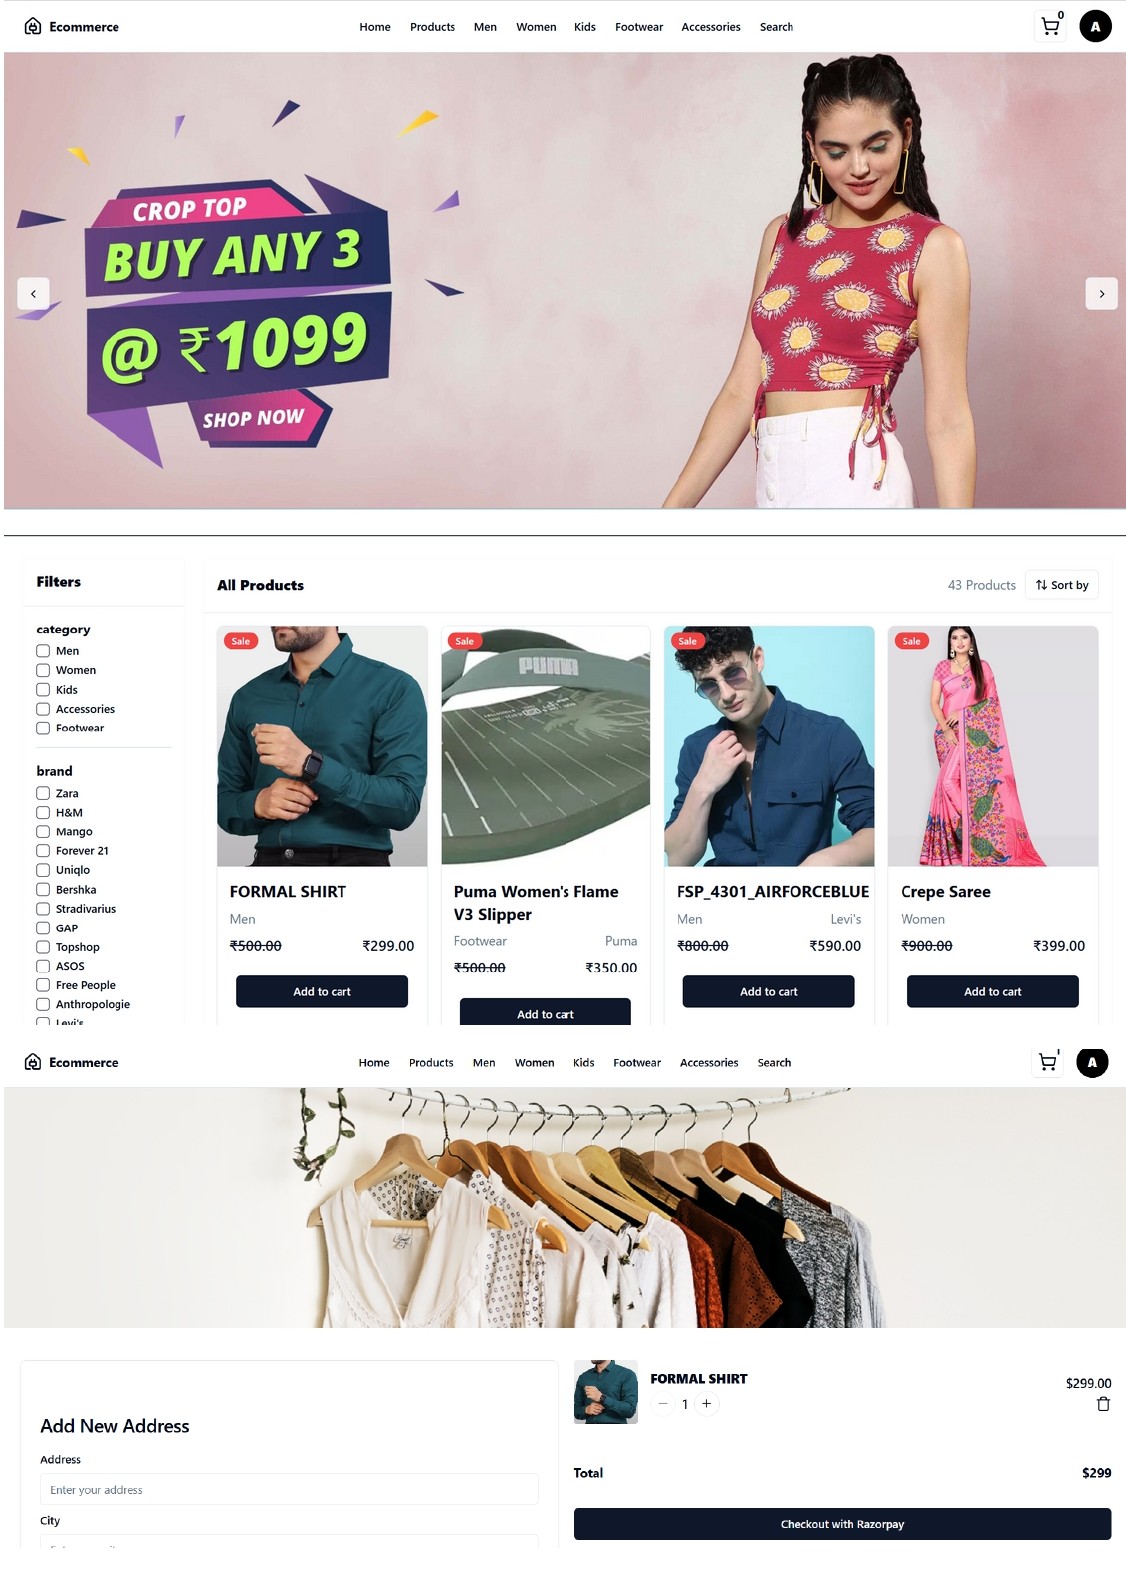 Ecommerce
Home Products Men Women Kids Footwear Accessories Search
0
A
CROP TOP
BUY ANY 3
@ ₹1099
SHOP NOW
Filters
category
Men
Women
Kids
Accessories
Footwear
brand
Zara
H&M
Mango
Forever 21
Uniqlo
Bershka
Stradivarius
GAP
Topshop
ASOS
Free People
Anthropologie
Levi's
All Products
43 Products
Sort by
Sale
PUMA
FORMAL SHIRT
Men
₹500.00 ₹299.00
Add to cart
Sale
Puma Women's Flame
V3 Slipper
Footwear Puma
₹500.00 ₹350.00
Add to cart
Sale
FSP_4301_AIRFORCEBLUE
Men Levi's
₹800.00 ₹590.00
Add to cart
Sale
Crepe Saree
Women
₹900.00 ₹399.00
Add to cart
Ecommerce
Home Products Men Women Kids Footwear Accessories Search
A
Add New Address
Address
Enter your address
City
FORMAL SHIRT
1
$299.00
Total
$299
Checkout with Razorpay